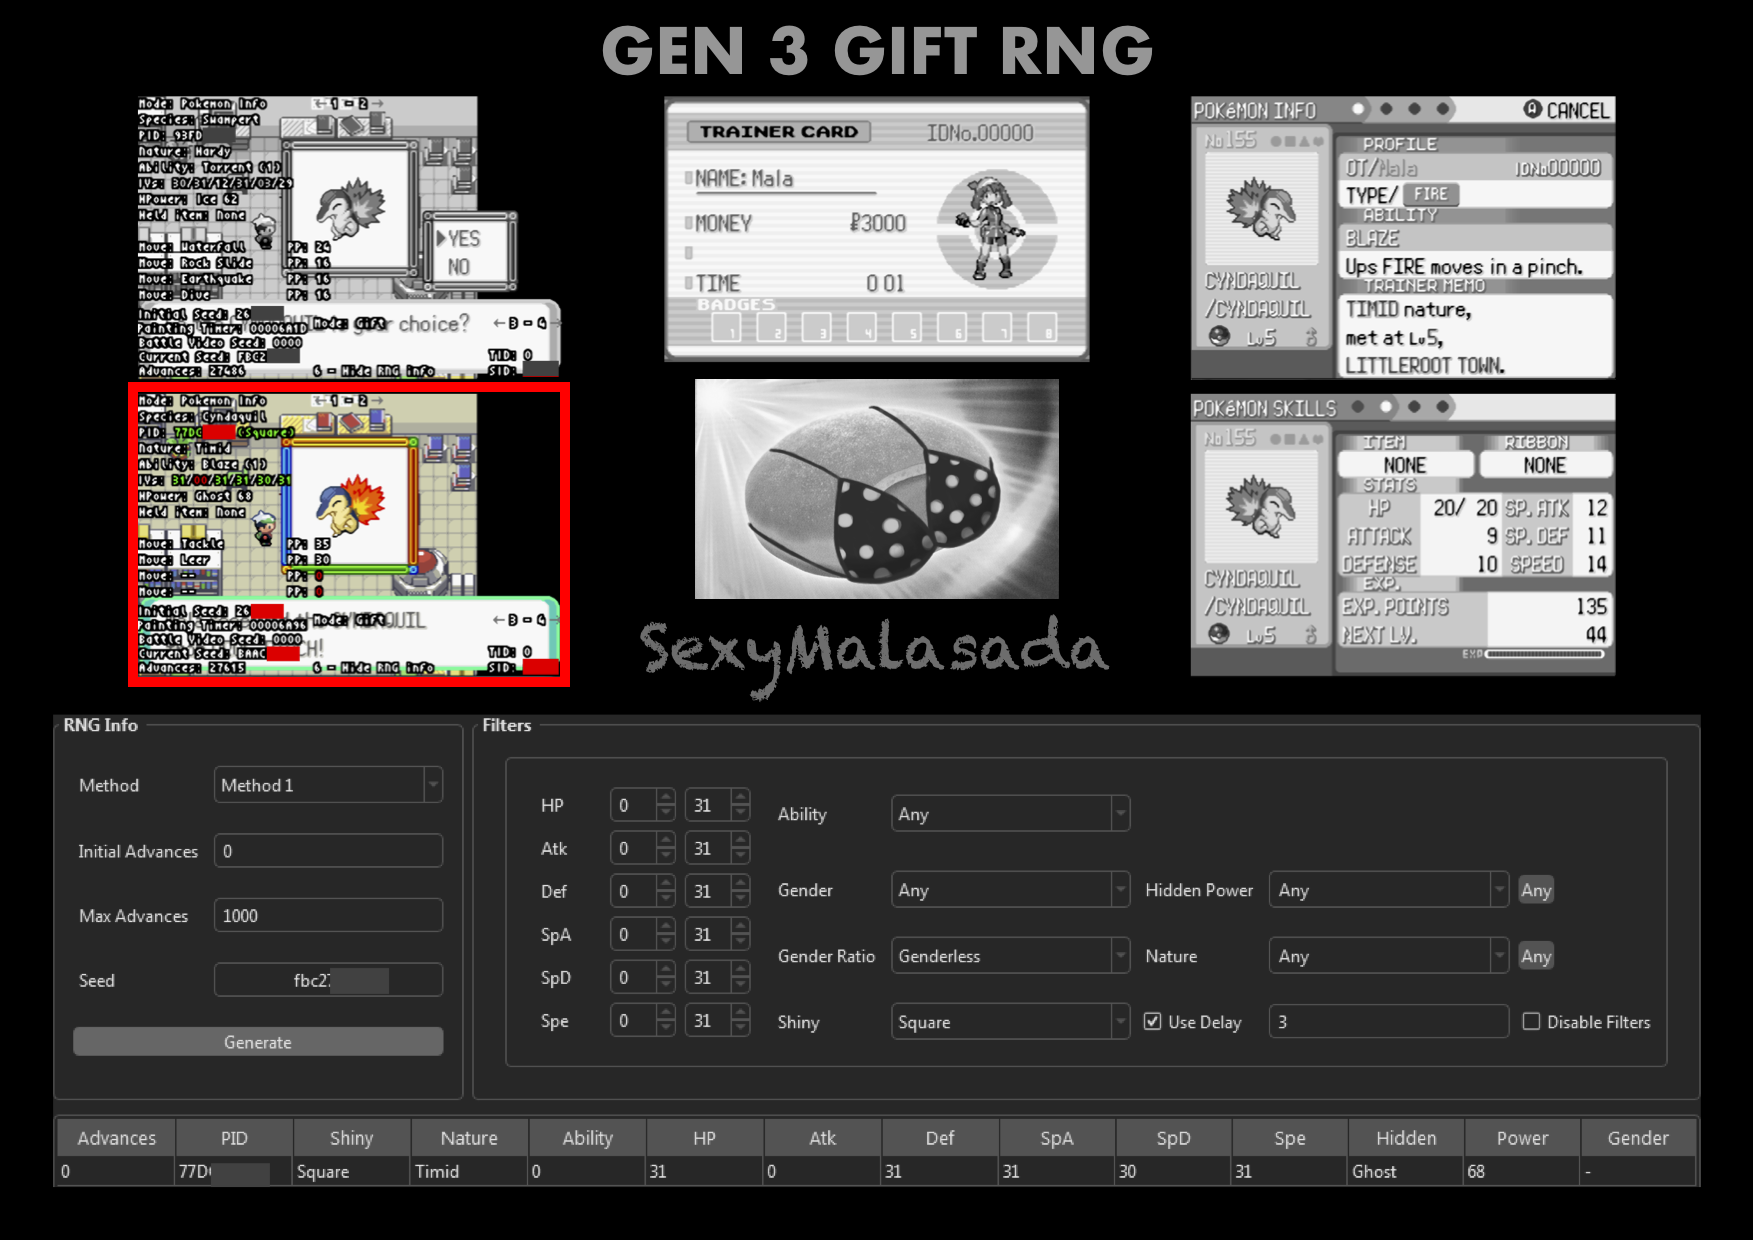 GEN 3 GIFT RNG
Mode: Pokemon Info
←1 - 2→
Species: Swampert
PID: 93FD
Nature: Hardy
Ability: Torrent (1)
IVs: 30/31/12/31/03/29
HPower: Ice 62
Held item: None
Move: Waterfall PP: 24
Move: Rock Slide PP: 16
Move: Earthquake PP: 16
Move: Dive PP: 16
▶YES
NO
Initial Seed: 26
your choice?
Mode: Gift
←3 - 4→
Painting Timer: 00006A1D
Battle Video Seed: 0000
Current Seed: FBC2
TID: 0
Advances: 27486
6 - Hide RNG info
SID:
Mode: Pokemon Info
←1 - 2→
Species: Cyndaquil
PID: 77DC (Square)
Nature: Timid
Ability: Blaze (1)
IVs: 31/00/31/31/30/31
HPower: Ghost 68
Held item: None
Move: Tackle PP: 35
Move: Leer PP: 30
Move: -- PP: 0
Move: -- PP: 0
Initial Seed: 26
Mode: Gift
CYNDAQUIL
←3 - 4→
Painting Timer: 00006A96
Battle Video Seed: 0000
CH!
Current Seed: BAAC
TID: 0
Advances: 27615
6 - Hide RNG info
SID:
TRAINER CARD
IDNo.00000
NAME: Mala
MONEY ₽3000
TIME 0 01
BADGES
1 2 3 4 5 6 7 8
SexyMalasada
POKéMON INFO
A CANCEL
No155
PROFILE
OT/Mala IDNo00000
TYPE/ FIRE
ABILITY
BLAZE
Ups FIRE moves in a pinch.
CYNDAQUIL
/CYNDAQUIL
Lv5 ♂
TRAINER MEMO
TIMID nature,
met at Lv5,
LITTLEROOT TOWN.
POKéMON SKILLS
No155
ITEM RIBBON
NONE NONE
STATS
HP 20/ 20 SP. ATK 12
ATTACK 9 SP. DEF 11
DEFENSE 10 SPEED 14
CYNDAQUIL
/CYNDAQUIL
Lv5 ♂
EXP.
EXP. POINTS 135
NEXT LV. 44
EXP
RNG Info
Method Method 1
Initial Advances 0
Max Advances 1000
Seed fbc2
Generate
Filters
HP 0 31
Atk 0 31
Def 0 31
SpA 0 31
SpD 0 31
Spe 0 31
Ability Any
Gender Any Hidden Power Any Any
Gender Ratio Genderless Nature Any Any
Shiny Square Use Delay 3 Disable Filters
Advances PID Shiny Nature Ability HP Atk Def SpA SpD Spe Hidden Power Gender
0 77D Square Timid 0 31 0 31 31 30 31 Ghost 68 -